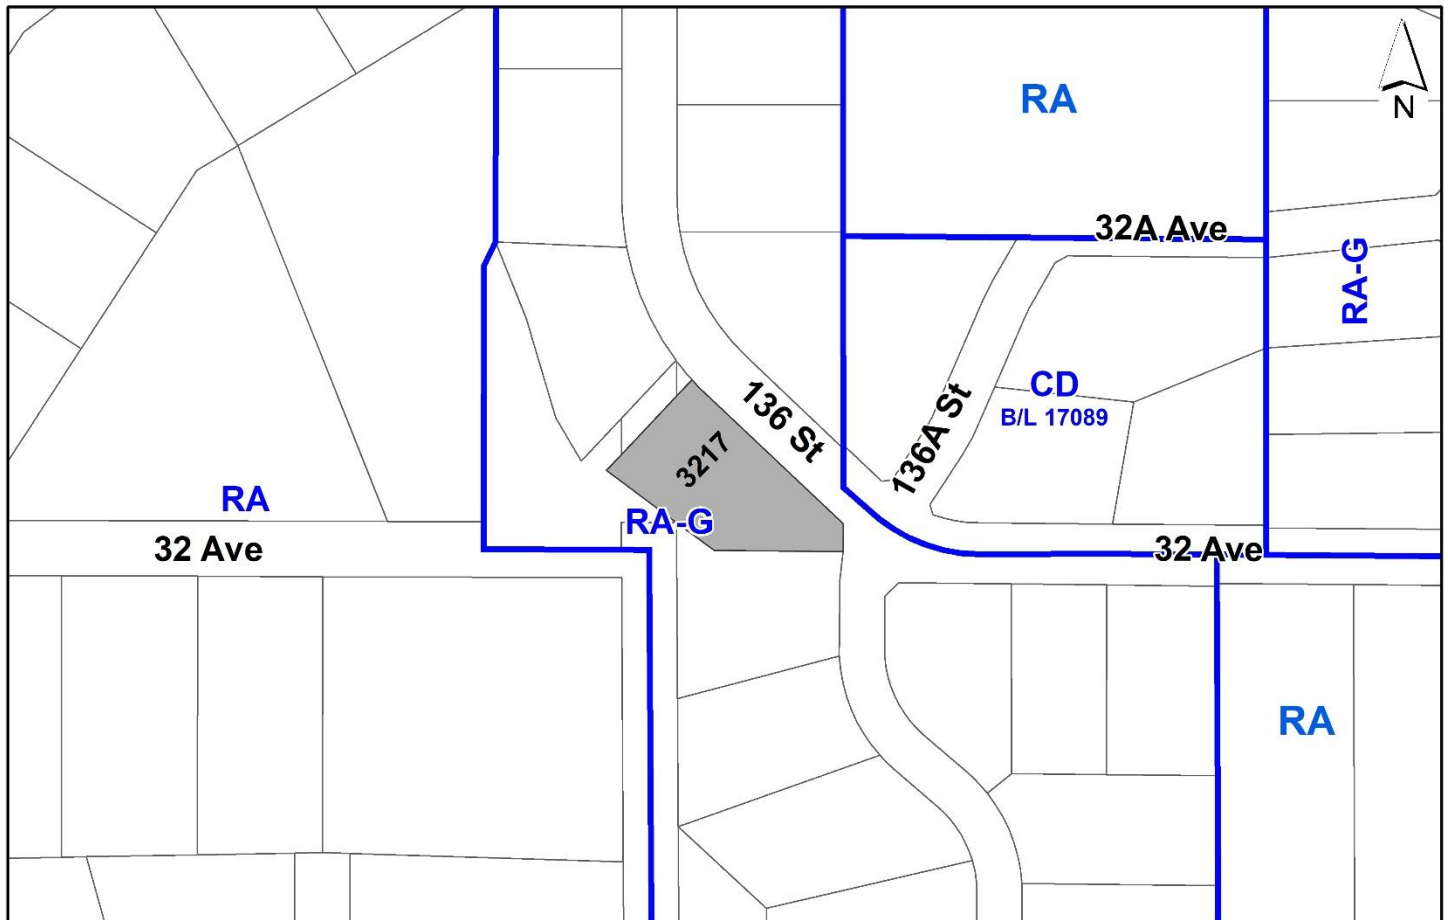 RA
N
32A Ave
RA-G
CD
B/L 17089
136 St
136A St
3217
RA
RA-G
32 Ave
32 Ave
RA